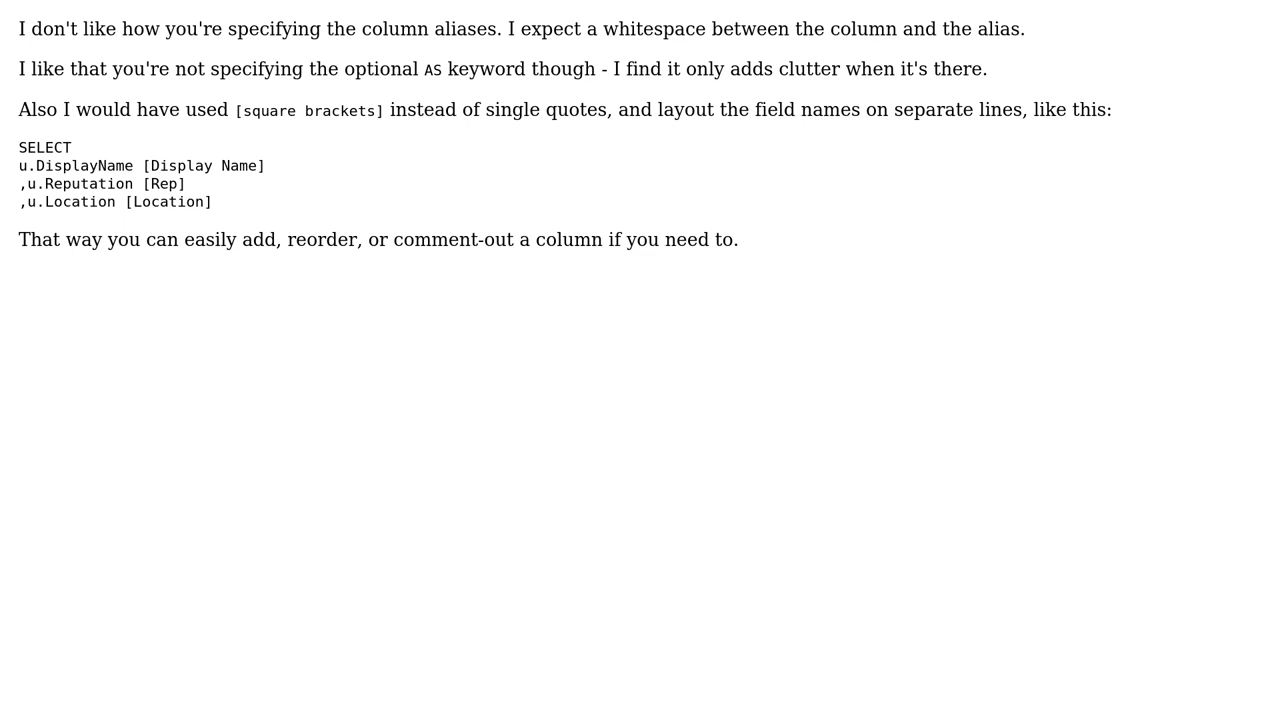 I don't like how you're specifying the column aliases. I expect a whitespace between the column and the alias.
I like that you're not specifying the optional AS keyword though - I find it only adds clutter when it's there.
Also I would have used [square brackets] instead of single quotes, and layout the field names on separate lines, like this:
SELECT
u.DisplayName [Display Name]
,u.Reputation [Rep]
,u.Location [Location]
That way you can easily add, reorder, or comment-out a column if you need to.